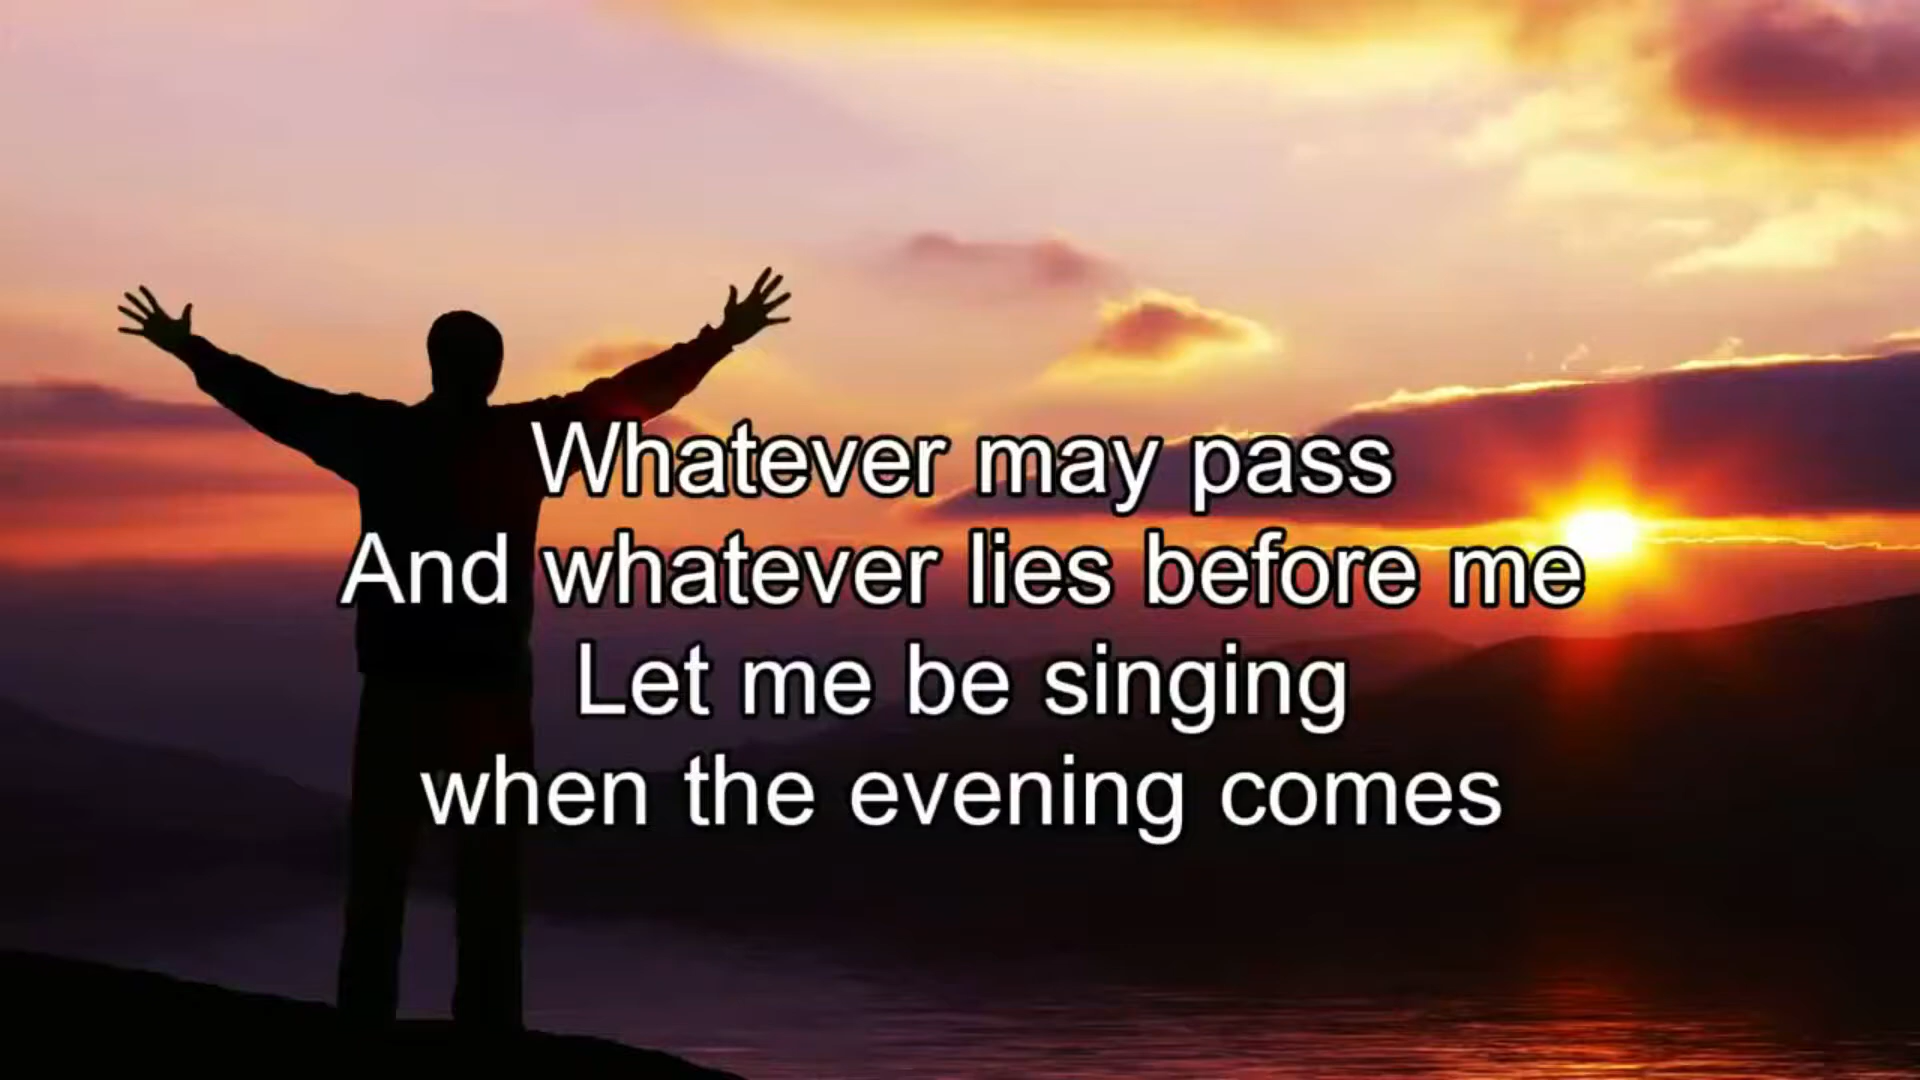 Whatever may pass
And whatever lies before me
Let me be singing
when the evening comes